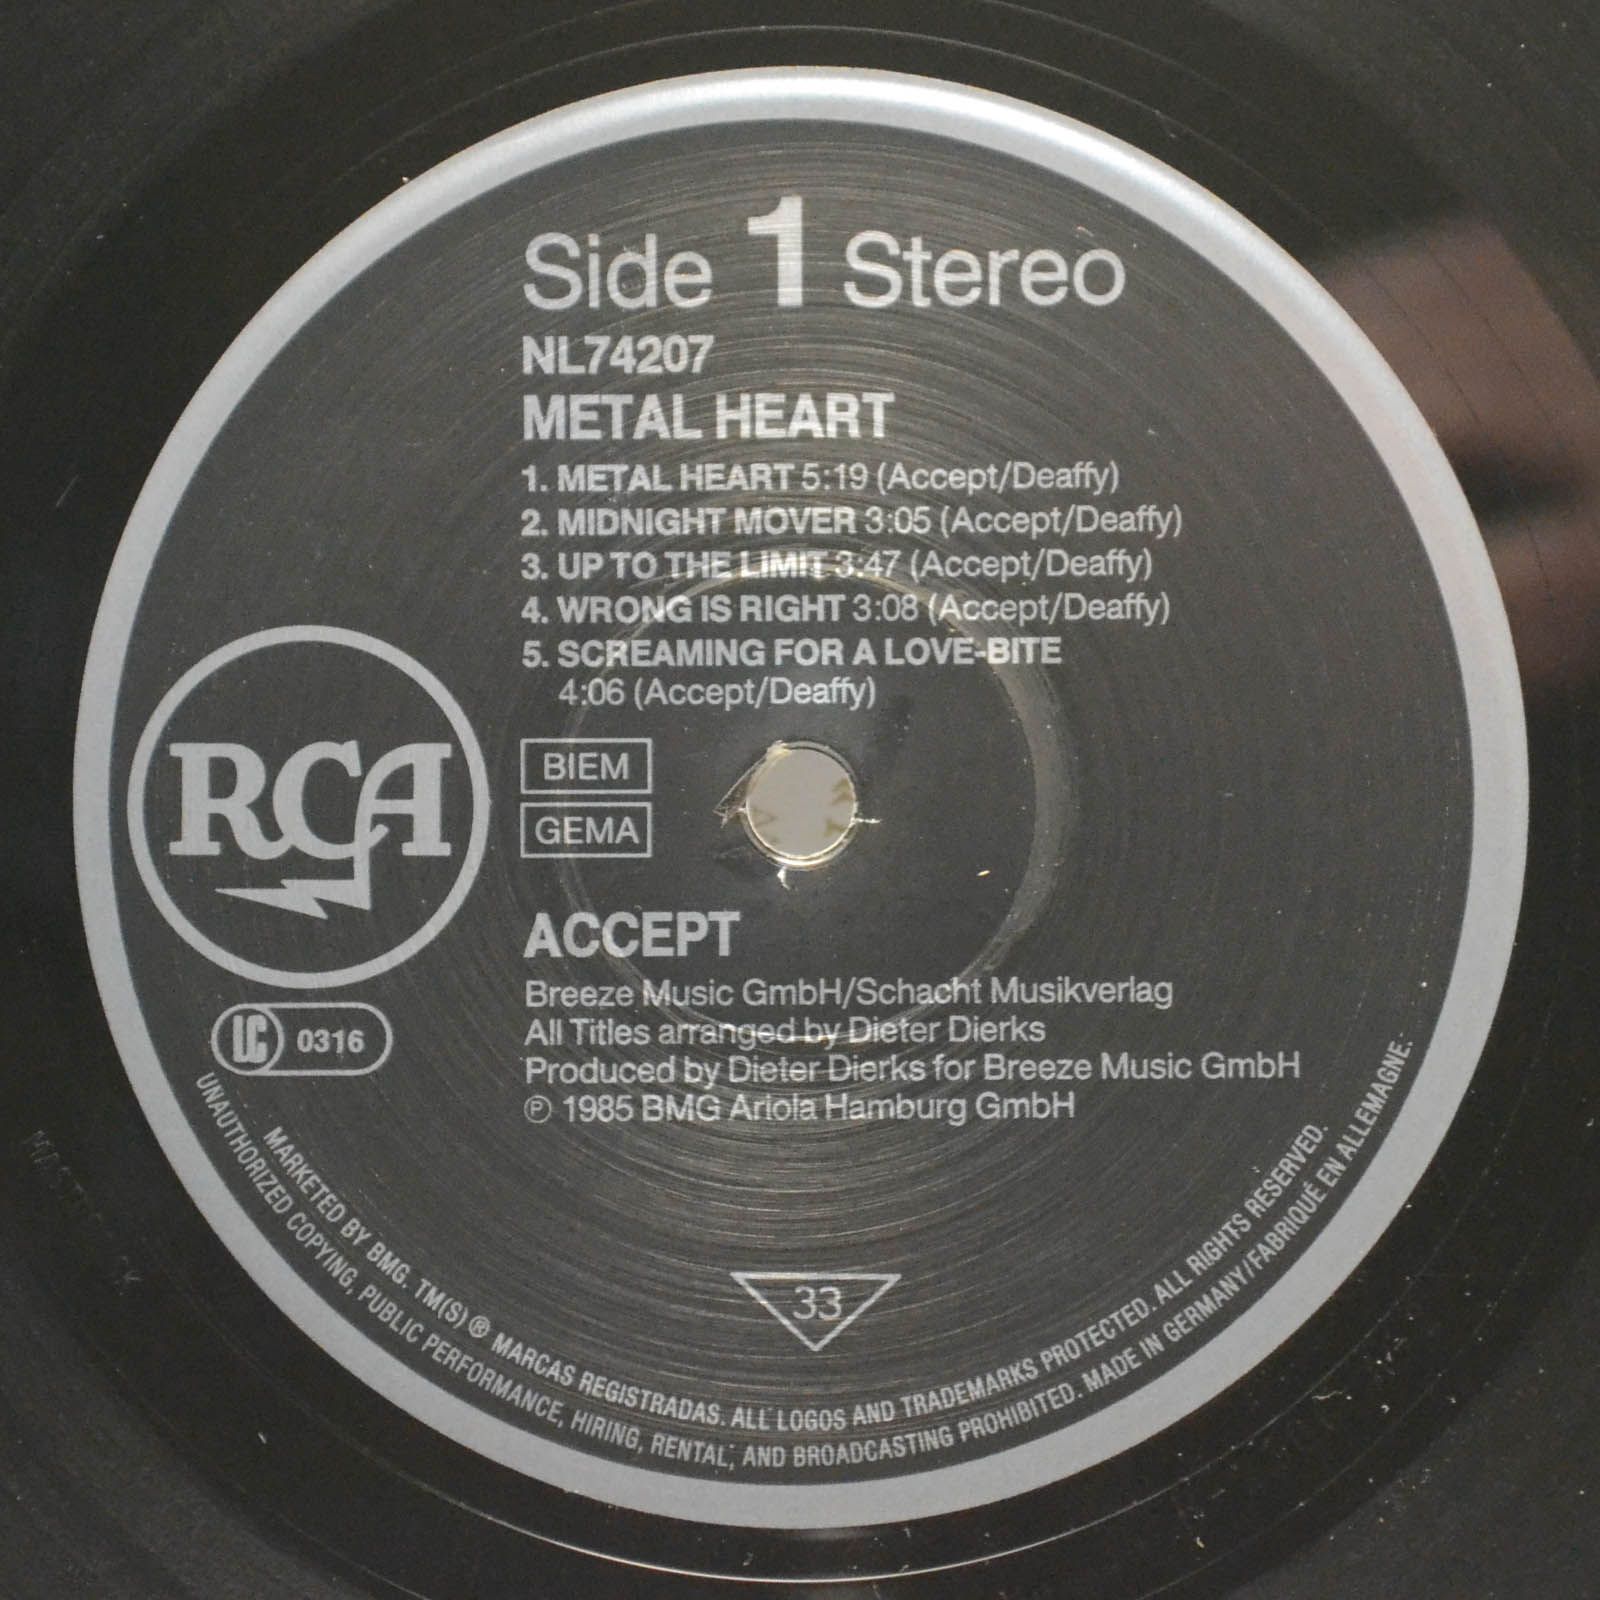 Side 1 Stereo
NL74207
METAL HEART
1. METAL HEART 5:19 (Accept/Deaffy)
2. MIDNIGHT MOVER 3:05 (Accept/Deaffy)
3. UP TO THE LIMIT 3:47 (Accept/Deaffy)
4. WRONG IS RIGHT 3:08 (Accept/Deaffy)
5. SCREAMING FOR A LOVE-BITE
4:06 (Accept/Deaffy)
RCA
BIEM
GEMA
ACCEPT
Breeze Music GmbH/Schacht Musikverlag
All Titles arranged by Dieter Dierks
Produced by Dieter Dierks for Breeze Music GmbH
℗ 1985 BMG Ariola Hamburg GmbH
LC 0316
33
MARKETED BY BMG. TM(S) ® MARCAS REGISTRADAS. ALL LOGOS AND TRADEMARKS PROTECTED. ALL RIGHTS RESERVED.
UNAUTHORIZED COPYING, PUBLIC PERFORMANCE, HIRING, RENTAL, AND BROADCASTING PROHIBITED. MADE IN GERMANY/FABRIQUÉ EN ALLEMAGNE.